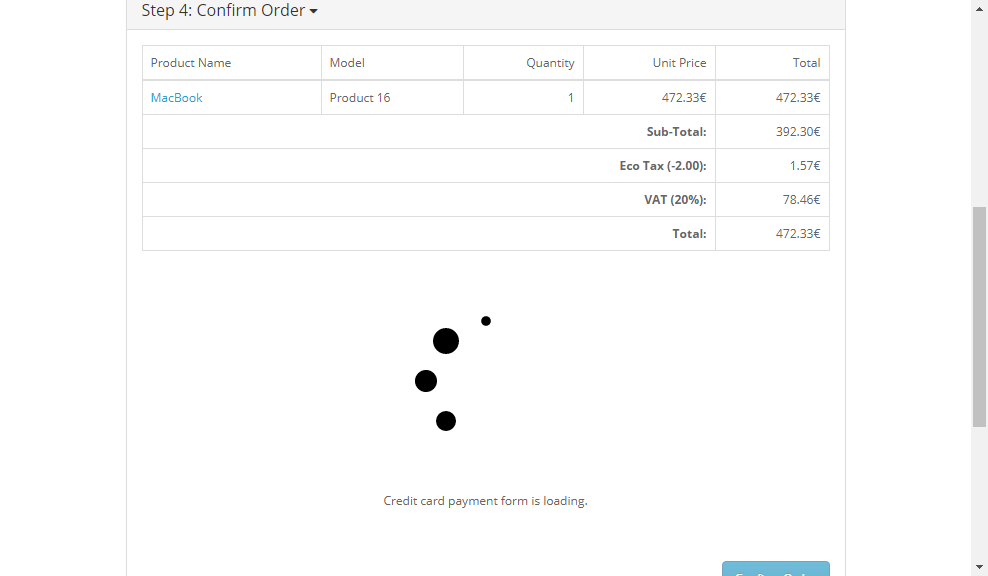 Step 4: Confirm Order
Product Name Model Quantity Unit Price Total
MacBook Product 16 1 472.33€ 472.33€
Sub-Total: 392.30€
Eco Tax (-2.00): 1.57€
VAT (20%): 78.46€
Total: 472.33€
Credit card payment form is loading.
Confirm Order